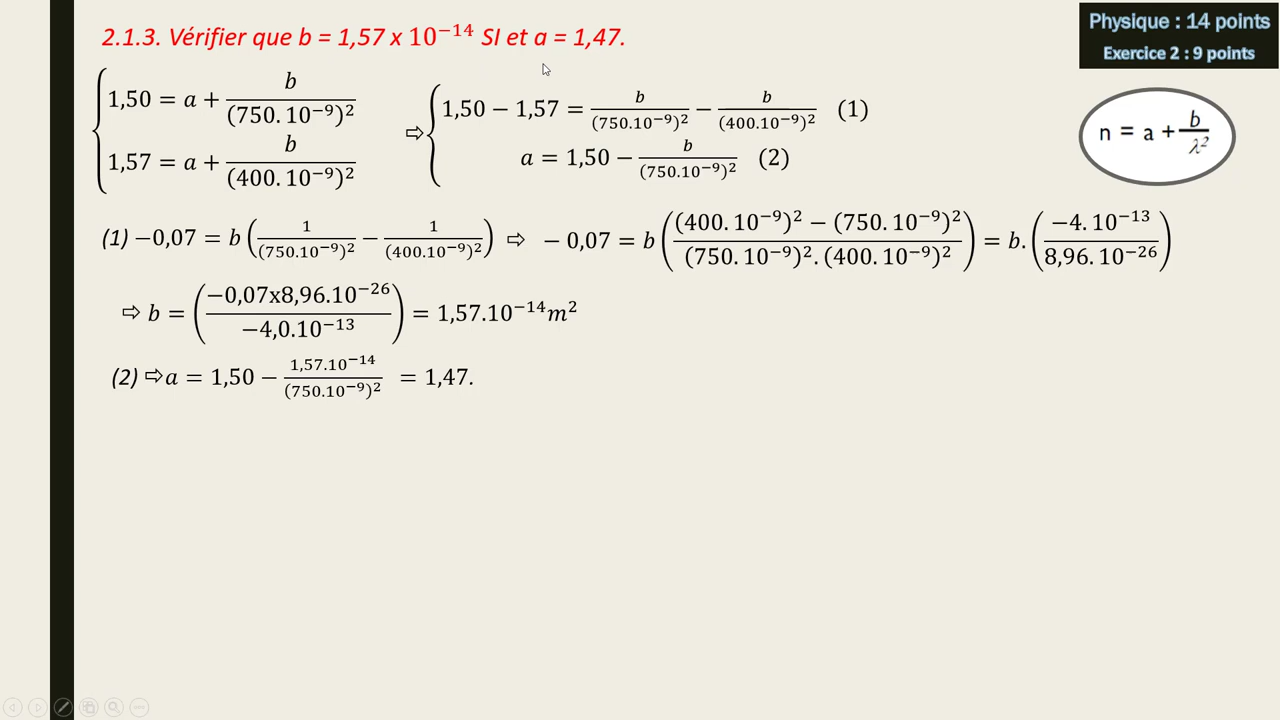 2.1.3. Vérifier que b = 1,57 x 10⁻¹⁴ SI et a = 1,47.
Physique : 14 points
Exercice 2 : 9 points
1,50 = a + b/(750. 10⁻⁹)²
1,57 = a + b/(400. 10⁻⁹)²
⇨ 1,50 − 1,57 = b/(750.10⁻⁹)² − b/(400.10⁻⁹)² (1)
a = 1,50 − b/(750.10⁻⁹)² (2)
n = a + b/λ²
(1) −0,07 = b (1/(750.10⁻⁹)² − 1/(400.10⁻⁹)²) ⇨ − 0,07 = b (((400. 10⁻⁹)² − (750. 10⁻⁹)²)/((750. 10⁻⁹)². (400. 10⁻⁹)²)) = b. (−4. 10⁻¹³/8,96. 10⁻²⁶)
⇨ b = (−0,07x8,96.10⁻²⁶/−4,0.10⁻¹³) = 1,57.10⁻¹⁴m²
(2) ⇨ a = 1,50 − 1,57.10⁻¹⁴/(750.10⁻⁹)² = 1,47.